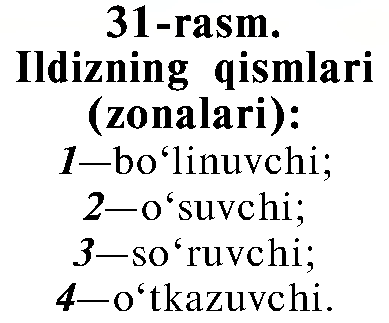 31-rasm.
Ildizning qismlari
(zonalari):
1—bo‘linuvchi;
2—o‘suvchi;
3—so‘ruvchi;
4—o‘tkazuvchi.